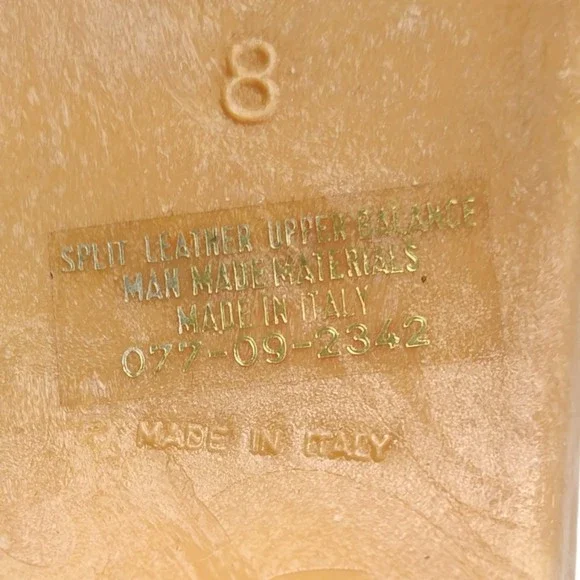 8
SPLIT LEATHER UPPER BALANCE
MAN MADE MATERIALS
MADE IN ITALY
077-09-2342
MADE IN ITALY